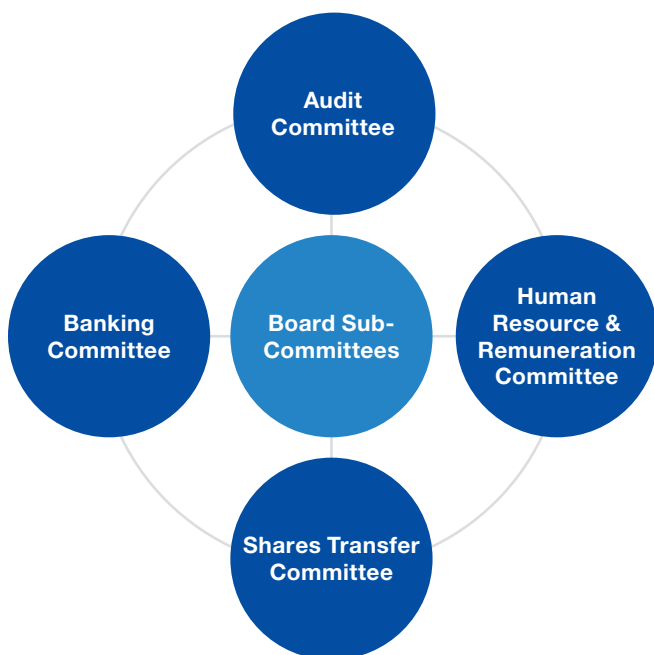 Audit
Committee
Banking
Committee
Board Sub-
Committees
Human
Resource &
Remuneration
Committee
Shares Transfer
Committee